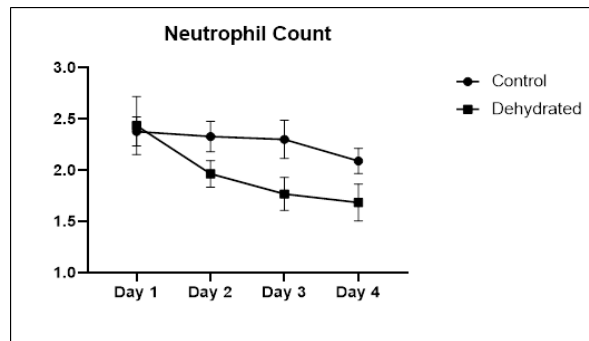 Neutrophil Count
3.0
2.5
2.0
1.5
1.0
Day 1 Day 2 Day 3 Day 4
Control
Dehydrated